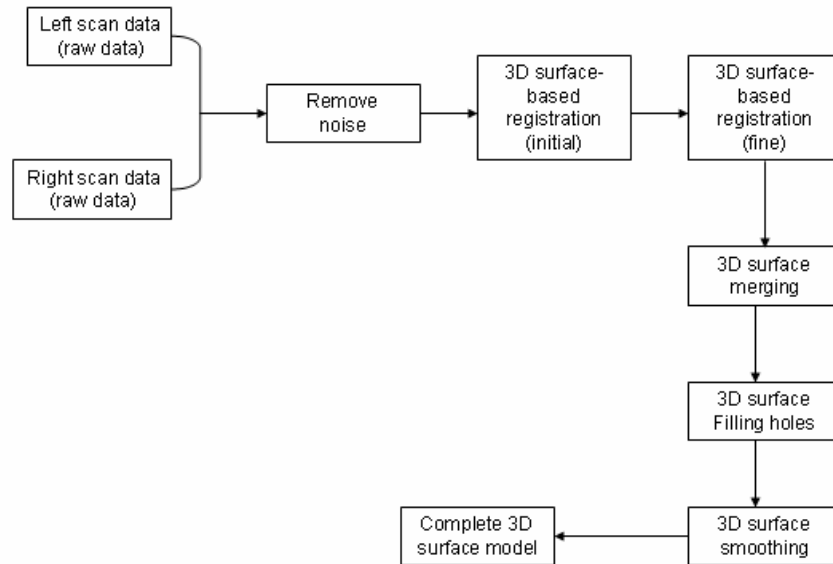 Left scan data
(raw data)
Right scan data
(raw data)
Remove
noise
3D surface-
based
registration
(initial)
3D surface-
based
registration
(fine)
3D surface
merging
3D surface
Filling holes
3D surface
smoothing
Complete 3D
surface model